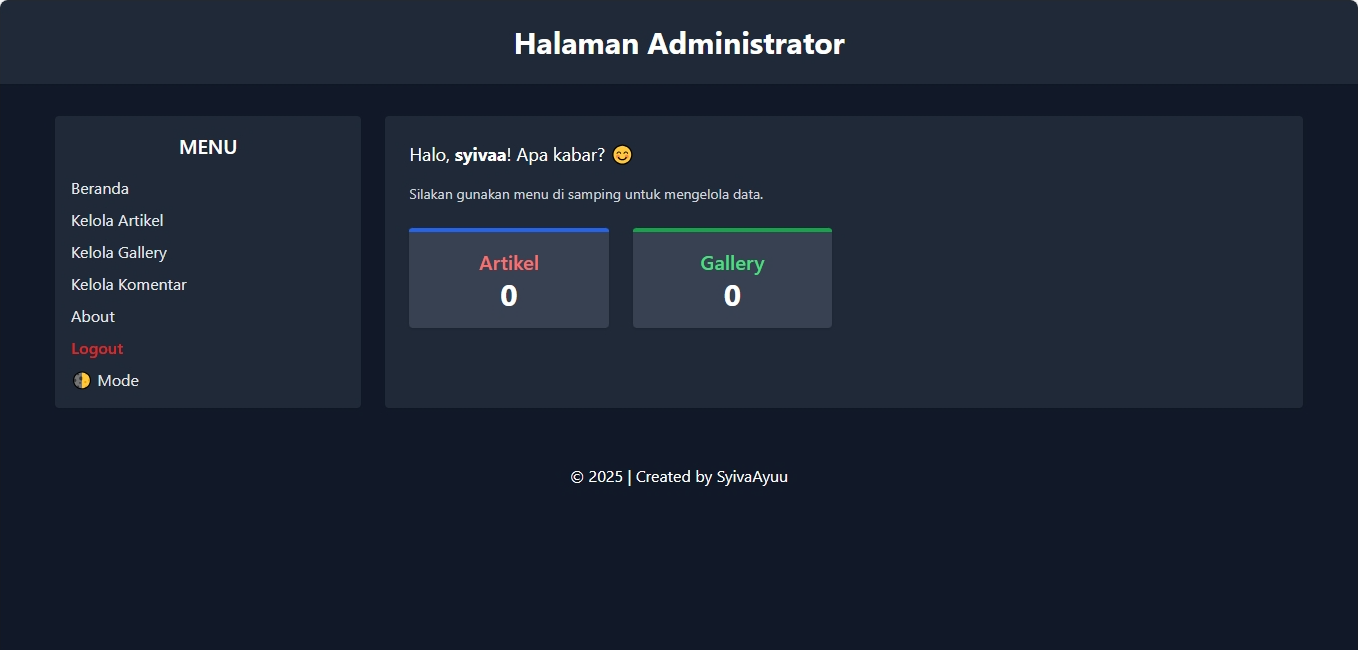 Halaman Administrator
MENU
Beranda
Kelola Artikel
Kelola Gallery
Kelola Komentar
About
Logout
🌗 Mode
Halo, syivaa! Apa kabar? 😊
Silakan gunakan menu di samping untuk mengelola data.
Artikel
0
Gallery
0
© 2025 | Created by SyivaAyuu